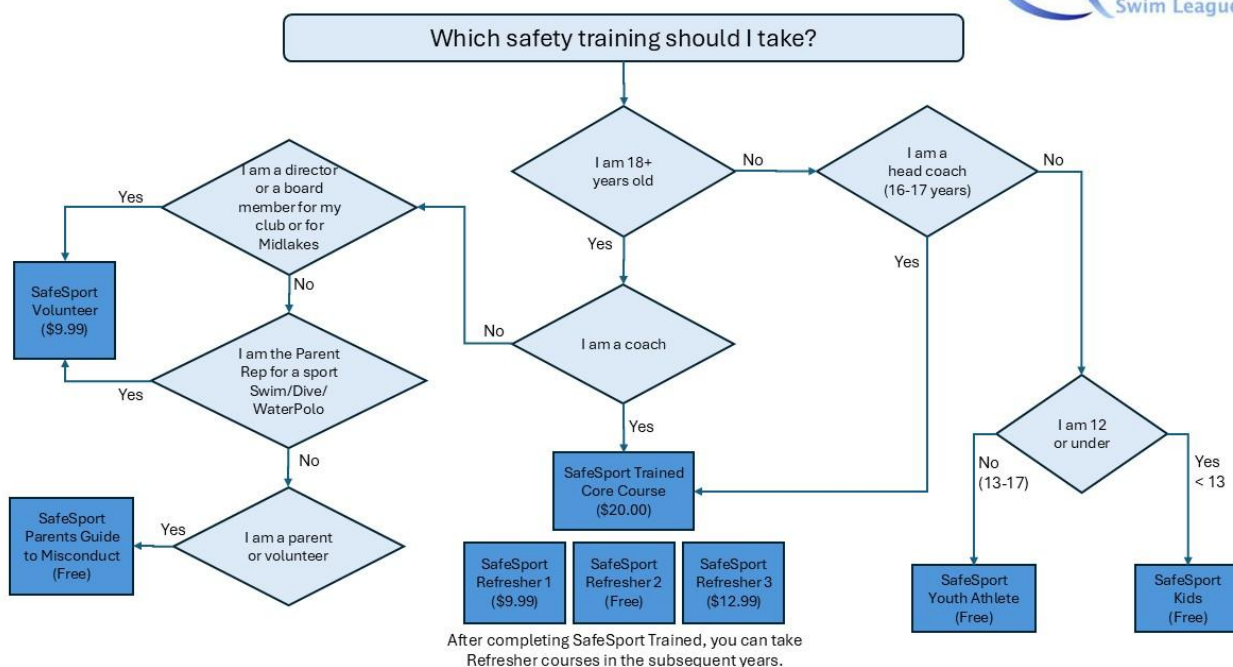 Swim League
Which safety training should I take?
I am 18+
years old
No
I am a
head coach
(16-17 years)
No
Yes
I am a director
or a board
member for my
club or for
Midlakes
Yes
Yes
SafeSport
Volunteer
($9.99)
No
No
I am a coach
I am the Parent
Rep for a sport
Swim/Dive/
WaterPolo
Yes
Yes
I am 12
or under
No
SafeSport Trained
Core Course
($20.00)
No
(13-17)
Yes
< 13
SafeSport
Parents Guide
to Misconduct
(Free)
Yes
I am a parent
or volunteer
SafeSport
Refresher 1
($9.99)
SafeSport
Refresher 2
(Free)
SafeSport
Refresher 3
($12.99)
SafeSport
Youth Athlete
(Free)
SafeSport
Kids
(Free)
After completing SafeSport Trained, you can take
Refresher courses in the subsequent years.